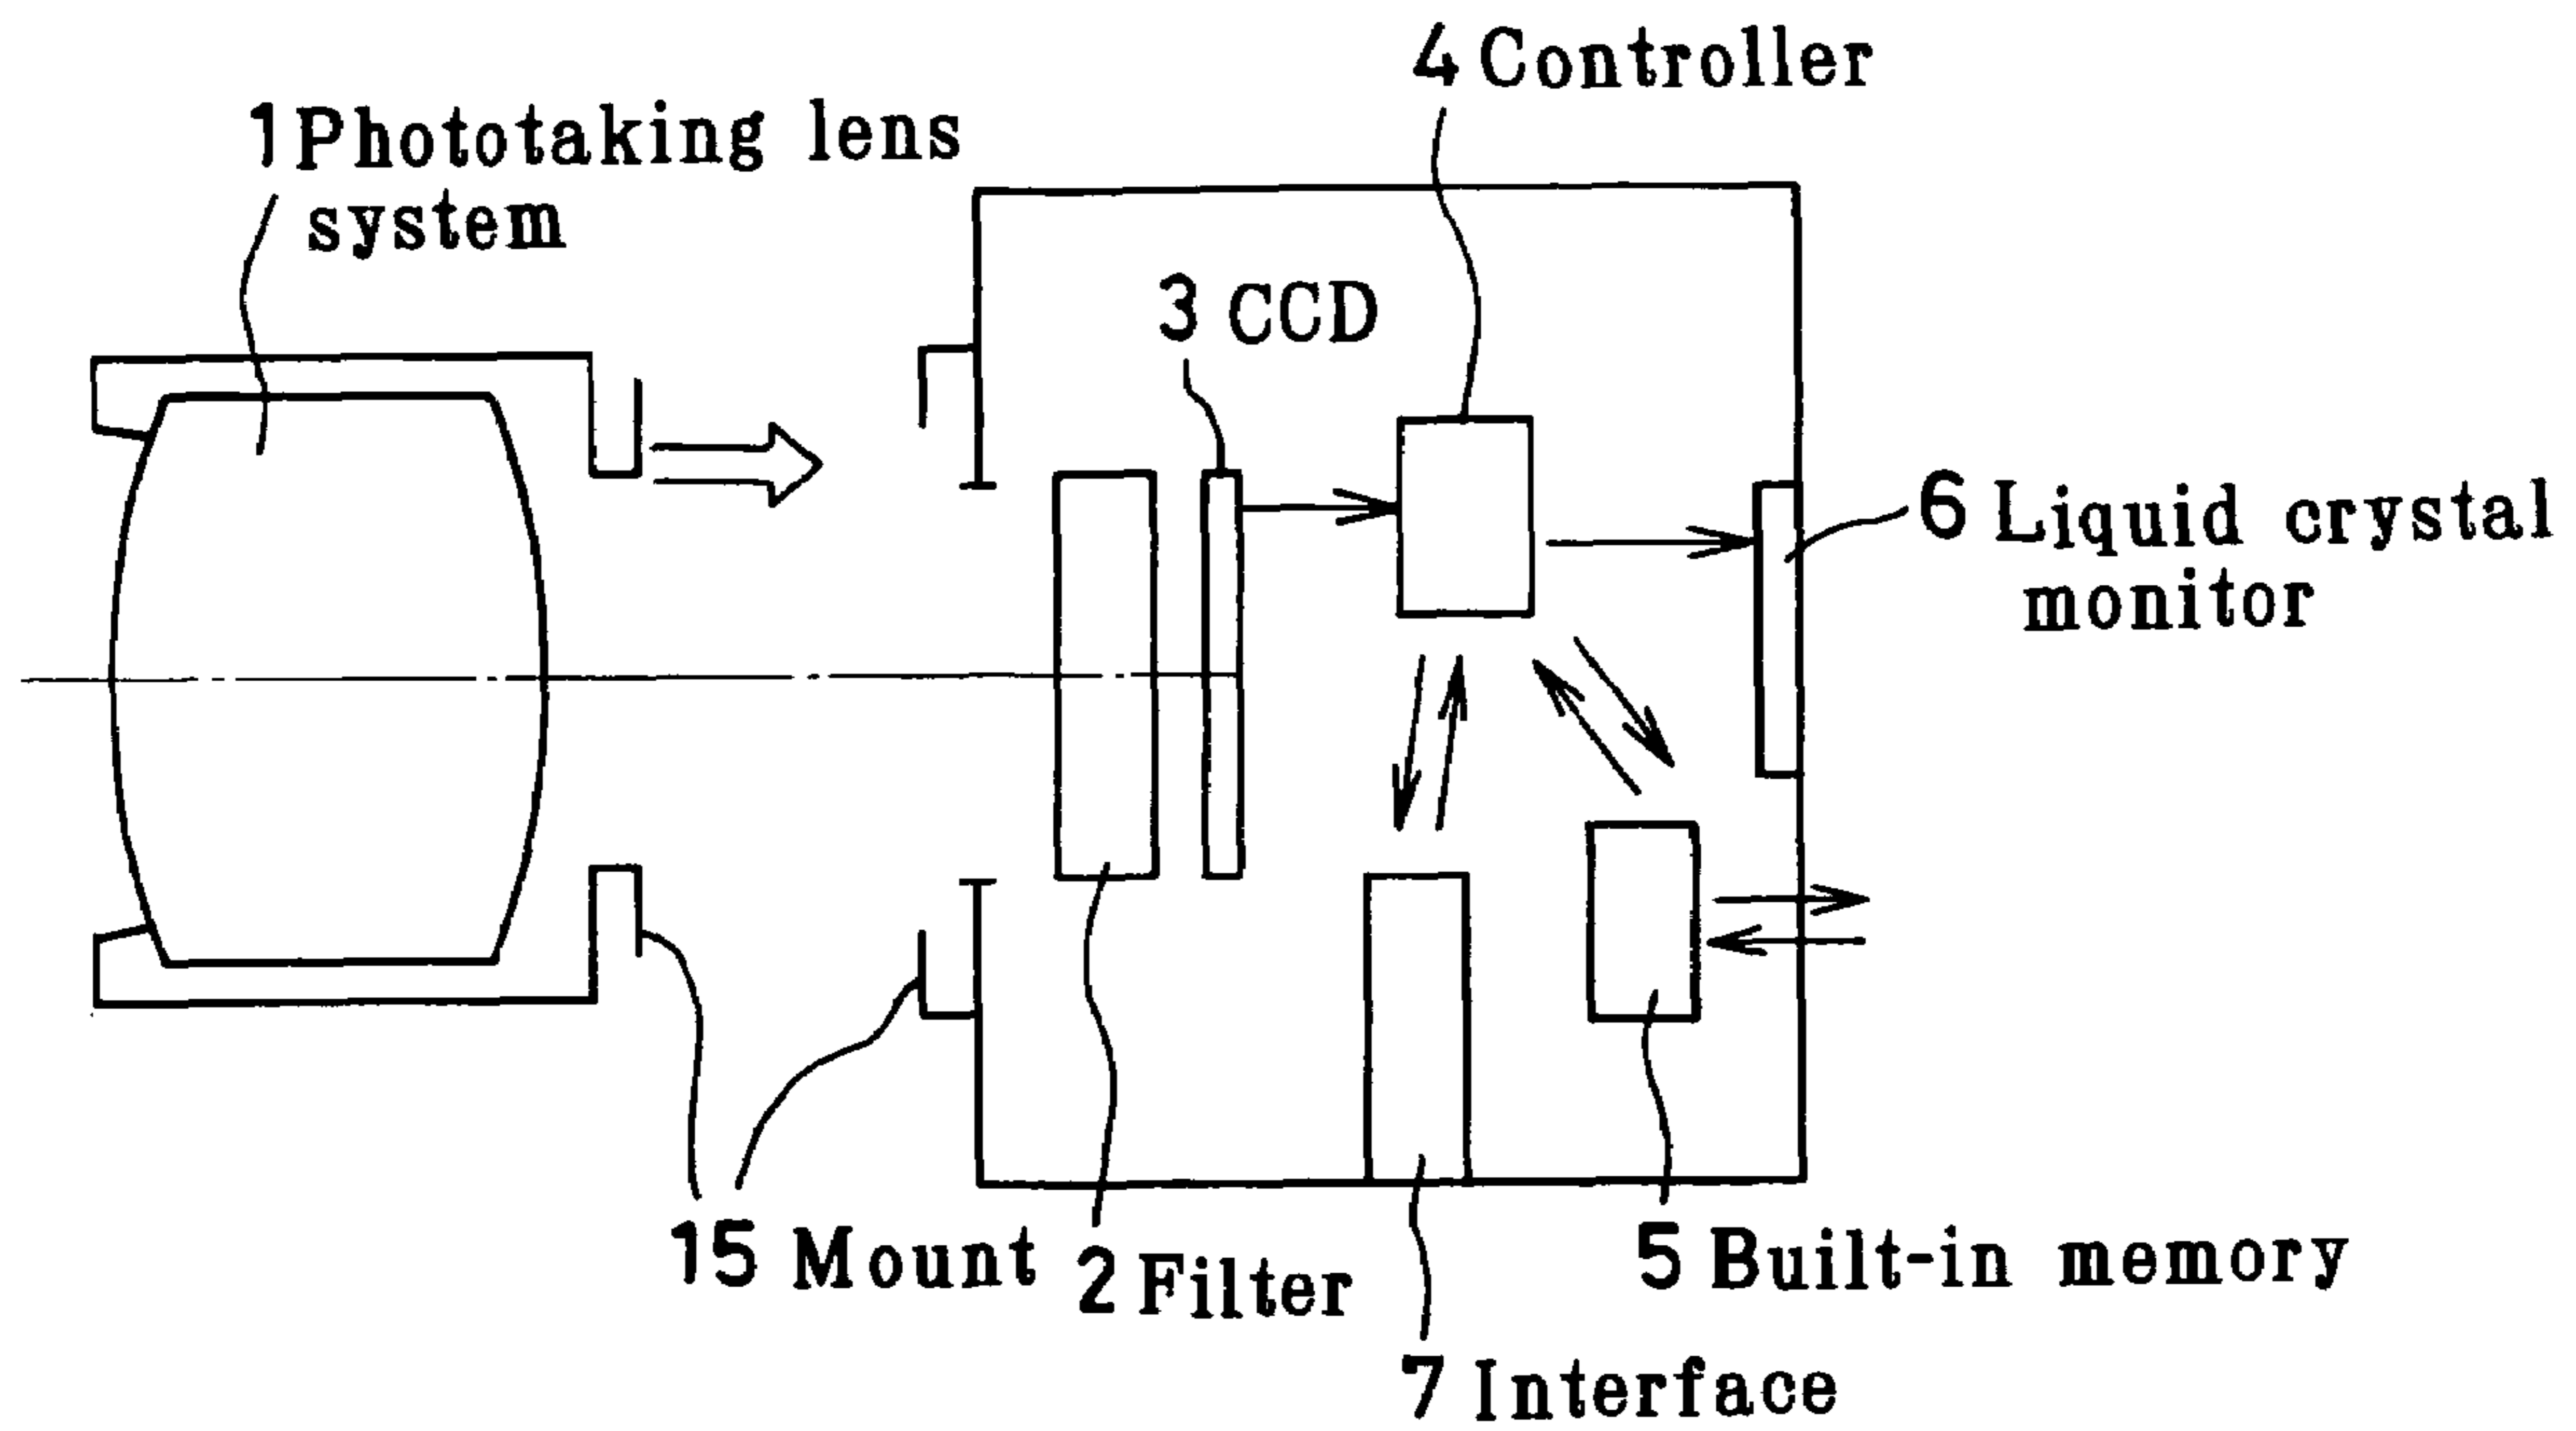 4 Controller
1 Phototaking lens
system
3 CCD
6 Liquid crystal
monitor
15 Mount
2 Filter
5 Built-in memory
7 Interface